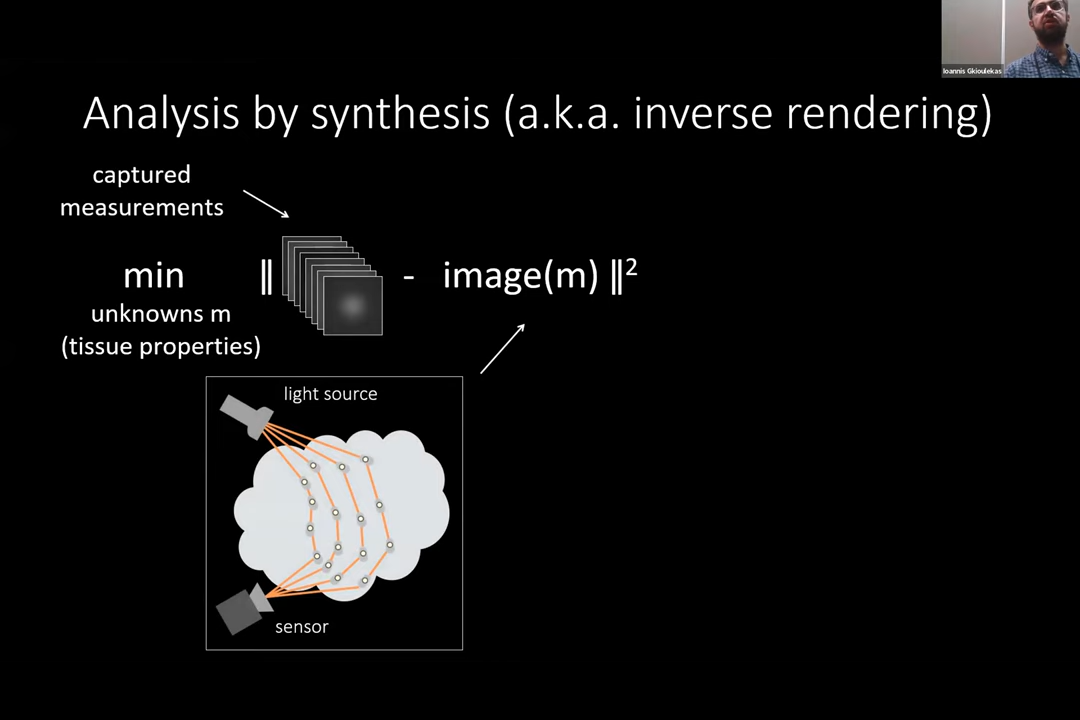 Ioannis Gkioulekas
Analysis by synthesis (a.k.a. inverse rendering)
captured
measurements
min ‖ - image(m) ‖²
unknowns m
(tissue properties)
light source
sensor